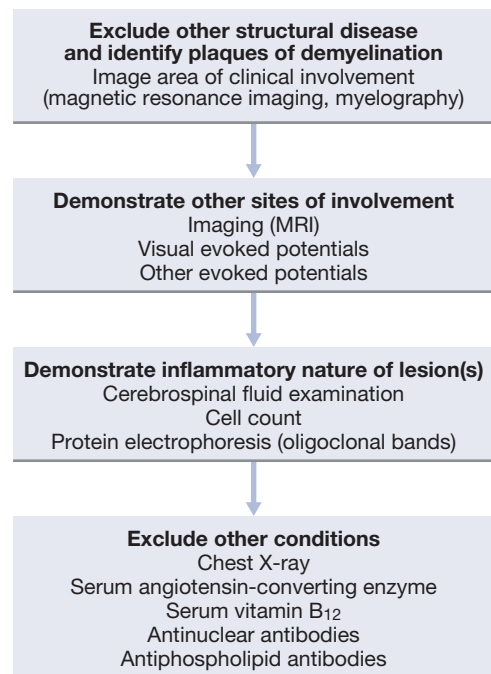 Exclude other structural disease
and identify plaques of demyelination
Image area of clinical involvement
(magnetic resonance imaging, myelography)
Demonstrate other sites of involvement
Imaging (MRI)
Visual evoked potentials
Other evoked potentials
Demonstrate inflammatory nature of lesion(s)
Cerebrospinal fluid examination
Cell count
Protein electrophoresis (oligoclonal bands)
Exclude other conditions
Chest X-ray
Serum angiotensin-converting enzyme
Serum vitamin B₁₂
Antinuclear antibodies
Antiphospholipid antibodies